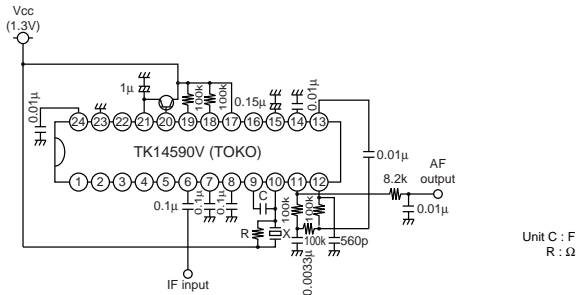 Vcc
(1.3V)
1μ
100k
100k
0.15μ
0.01μ
0.01μ
24
23
22
21
20
19
18
17
16
15
14
13
TK14590V (TOKO)
0.01μ
1
2
3
4
5
6
7
8
9
10
11
12
AF
output
8.2k
0.1μ
0.1μ
0.1μ
C
R
X
100k
100k
100k
560p
0.0033μ
0.01μ
IF input
Unit C : F
R : Ω